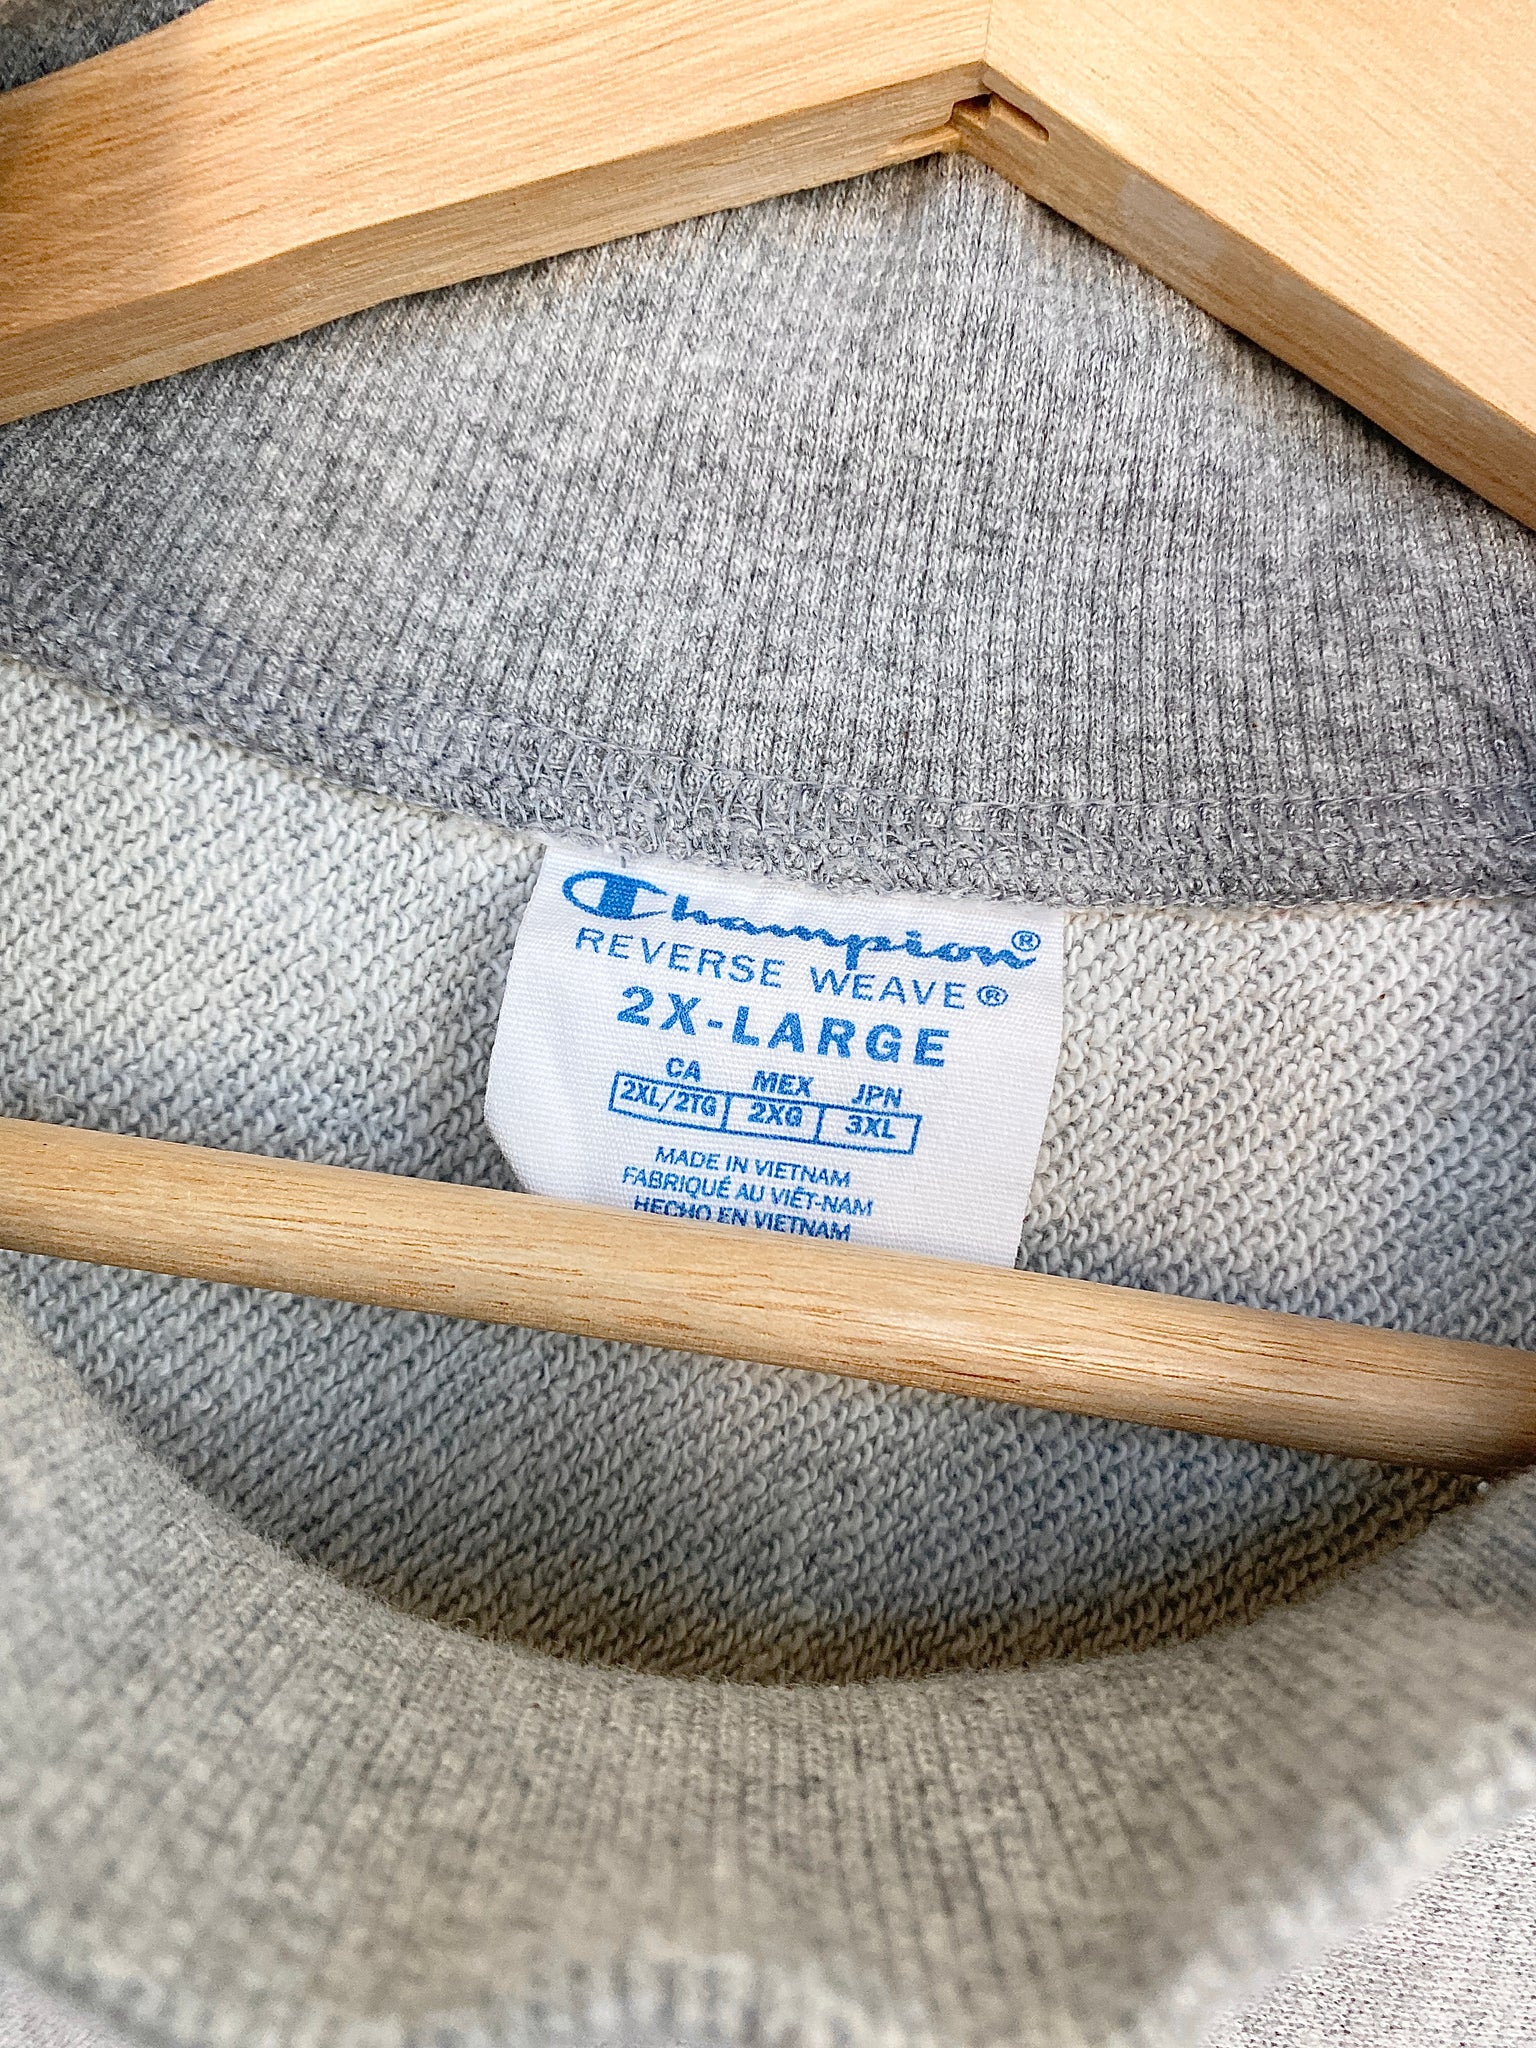 Champion®
REVERSE WEAVE®
2X-LARGE
CA MEX JPN
2XL/2TG 2XG 3XL
MADE IN VIETNAM
FABRIQUÉ AU VIÊT-NAM
HECHO EN VIETNAM